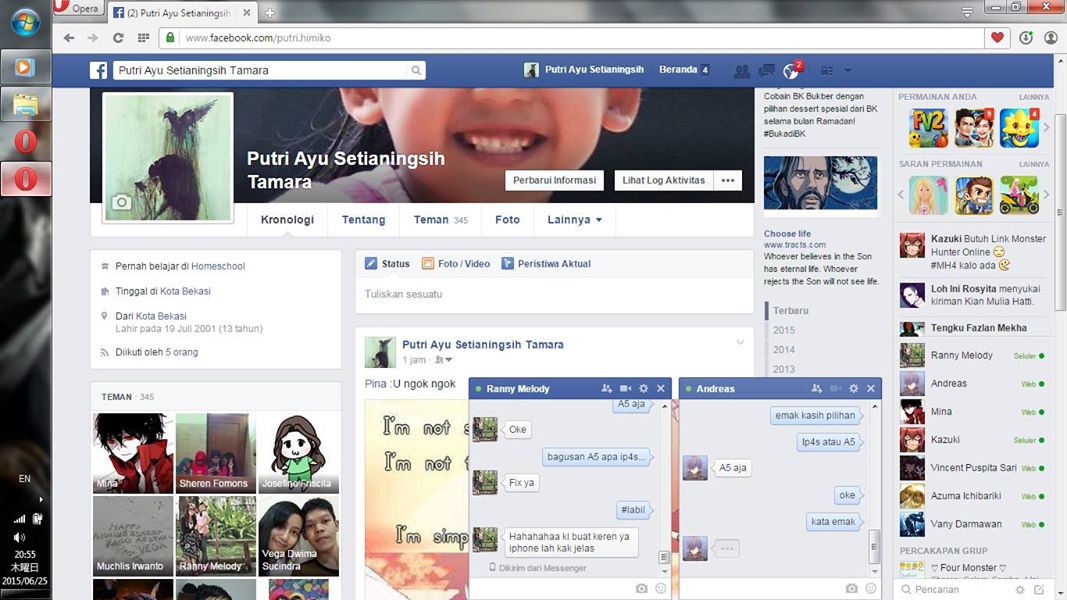 Opera
(2) Putri Ayu Setianingsih
www.facebook.com/putri.himiko
Putri Ayu Setianingsih Tamara
Putri Ayu Setianingsih
Beranda 4
2
Putri Ayu Setianingsih
Tamara
Perbarui Informasi
Lihat Log Aktivitas
Kronologi
Tentang
Teman 345
Foto
Lainnya
Pernah belajar di Homeschool
Tinggal di Kota Bekasi
Dari Kota Bekasi
Lahir pada 19 Juli 2001 (13 tahun)
Diikuti oleh 5 orang
TEMAN · 345
Mina
Sheren Fomons
Josefine Friscila
Muchlis Irwanto
Ranny Melody
Vega Dwima
Sucindra
Status
Foto / Video
Peristiwa Aktual
Tuliskan sesuatu
Putri Ayu Setianingsih Tamara
1 jam
Pina :U ngok ngok
I'm not
I'm not
I'm simp
Ranny Melody
A5 aja
Oke
bagusan A5 apa ip4s...
Fix ya
#labil
Hahahahaa kl buat keren ya
iphone lah kak jelas
Dikirim dari Messenger
Andreas
emak kasih pilihan
Ip4s atau A5
A5 aja
oke
kata emak
Cobain BK Bukber dengan
pilihan dessert spesial dari BK
selama bulan Ramadan!
#BukadiBK
Choose life
www.tracts.com
Whoever believes in the Son
has eternal life. Whoever
rejects the Son will not see life.
Terbaru
2015
2014
2013
PERMAINAN ANDA
LAINNYA
FV2
9
4
SARAN PERMAINAN
LAINNYA
Kazuki Butuh Link Monster
Hunter Online
#MH4 kalo ada
Loh Ini Rosyita menyukai
kiriman Kian Mulia Hatti.
Tengku Fazlan Mekha
Ranny Melody
Seluler
Andreas
Web
Mina
Web
Kazuki
Seluler
Vincent Puspita Sari
Web
Azuma Ichibariki
Web
Vany Darmawan
Web
PERCAKAPAN GRUP
♡ Four Monster ♡
Pencarian
EN
20:55
木曜日
2015/06/25